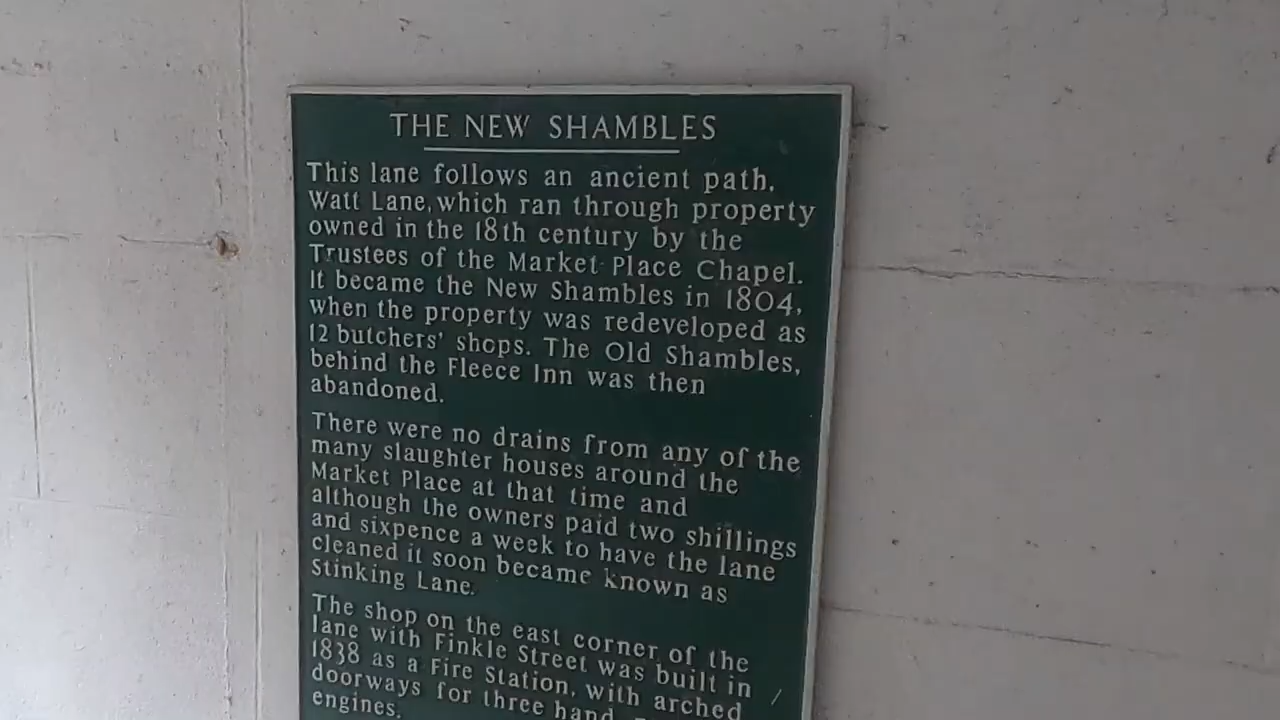 THE NEW SHAMBLES
This lane follows an ancient path,
Watt Lane, which ran through property
owned in the 18th century by the
Trustees of the Market Place Chapel.
It became the New Shambles in 1804,
when the property was redeveloped as
12 butchers' shops. The Old Shambles,
behind the Fleece Inn was then
abandoned.
There were no drains from any of the
many slaughter houses around the
Market Place at that time and
although the owners paid two shillings
and sixpence a week to have the lane
cleaned it soon became known as
Stinking Lane.
The shop on the east corner of the
lane with Finkle Street was built in
1838 as a Fire Station, with arched
doorways for three hand
engines.